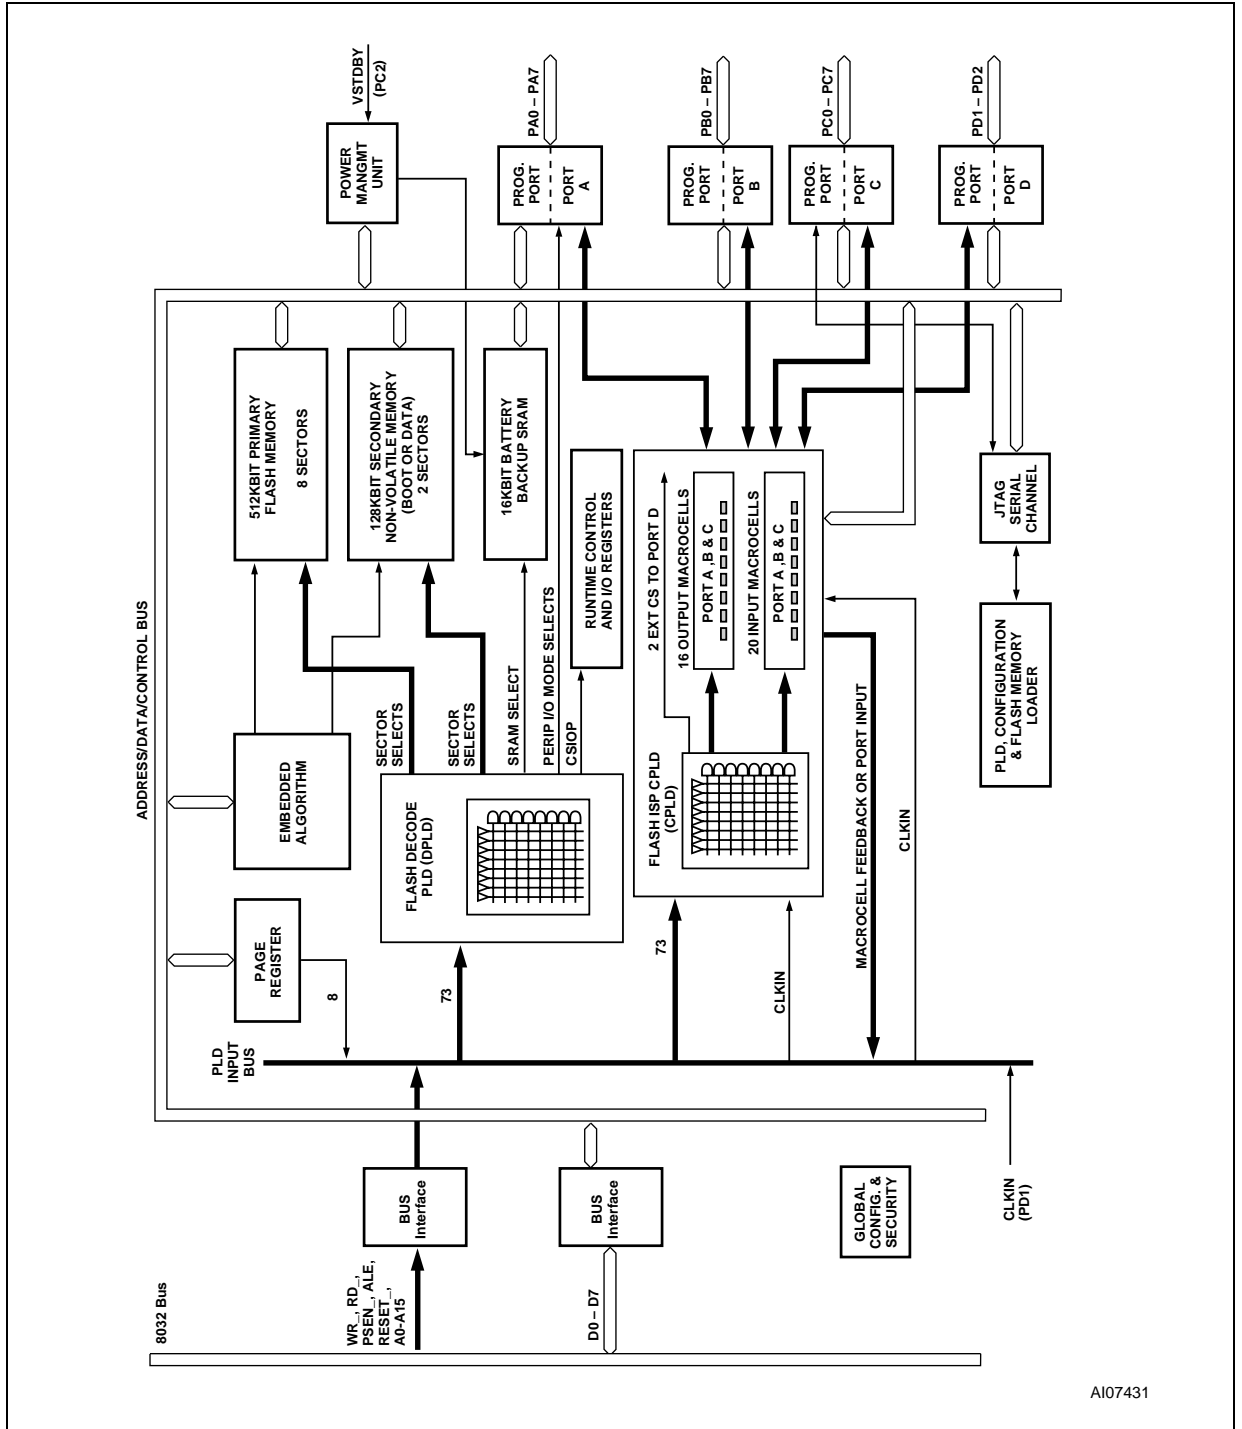 8032 Bus
WR_, RD_,
PSEN_, ALE,
RESET_,
A0-A15
D0 – D7
BUS
Interface
BUS
Interface
GLOBAL
CONFIG. &
SECURITY
CLKIN
(PD1)
ADDRESS/DATA/CONTROL BUS
PLD
INPUT
BUS
PAGE
REGISTER
8
73
73
CLKIN
EMBEDDED
ALGORITHM
FLASH DECODE
PLD (DPLD)
FLASH ISP CPLD
(CPLD)
MACROCELL FEEDBACK OR PORT INPUT
CLKIN
SECTOR
SELECTS
SECTOR
SELECTS
SRAM SELECT
PERIP I/O MODE SELECTS
CSIOP
512KBIT PRIMARY
FLASH MEMORY
8 SECTORS
128KBIT SECONDARY
NON-VOLATILE MEMORY
(BOOT OR DATA)
2 SECTORS
16KBIT BATTERY
BACKUP SRAM
RUNTIME CONTROL
AND I/O REGISTERS
2 EXT CS TO PORT D
16 OUTPUT MACROCELLS
PORT A ,B & C
20 INPUT MACROCELLS
PORT A ,B & C
JTAG
SERIAL
CHANNEL
PLD, CONFIGURATION
& FLASH MEMORY
LOADER
VSTDBY
(PC2)
POWER
MANGMT
UNIT
PA0 – PA7
PROG.
PORT
PORT
A
PB0 – PB7
PROG.
PORT
PORT
B
PC0 – PC7
PROG.
PORT
PORT
C
PD1 – PD2
PROG.
PORT
PORT
D
AI07431